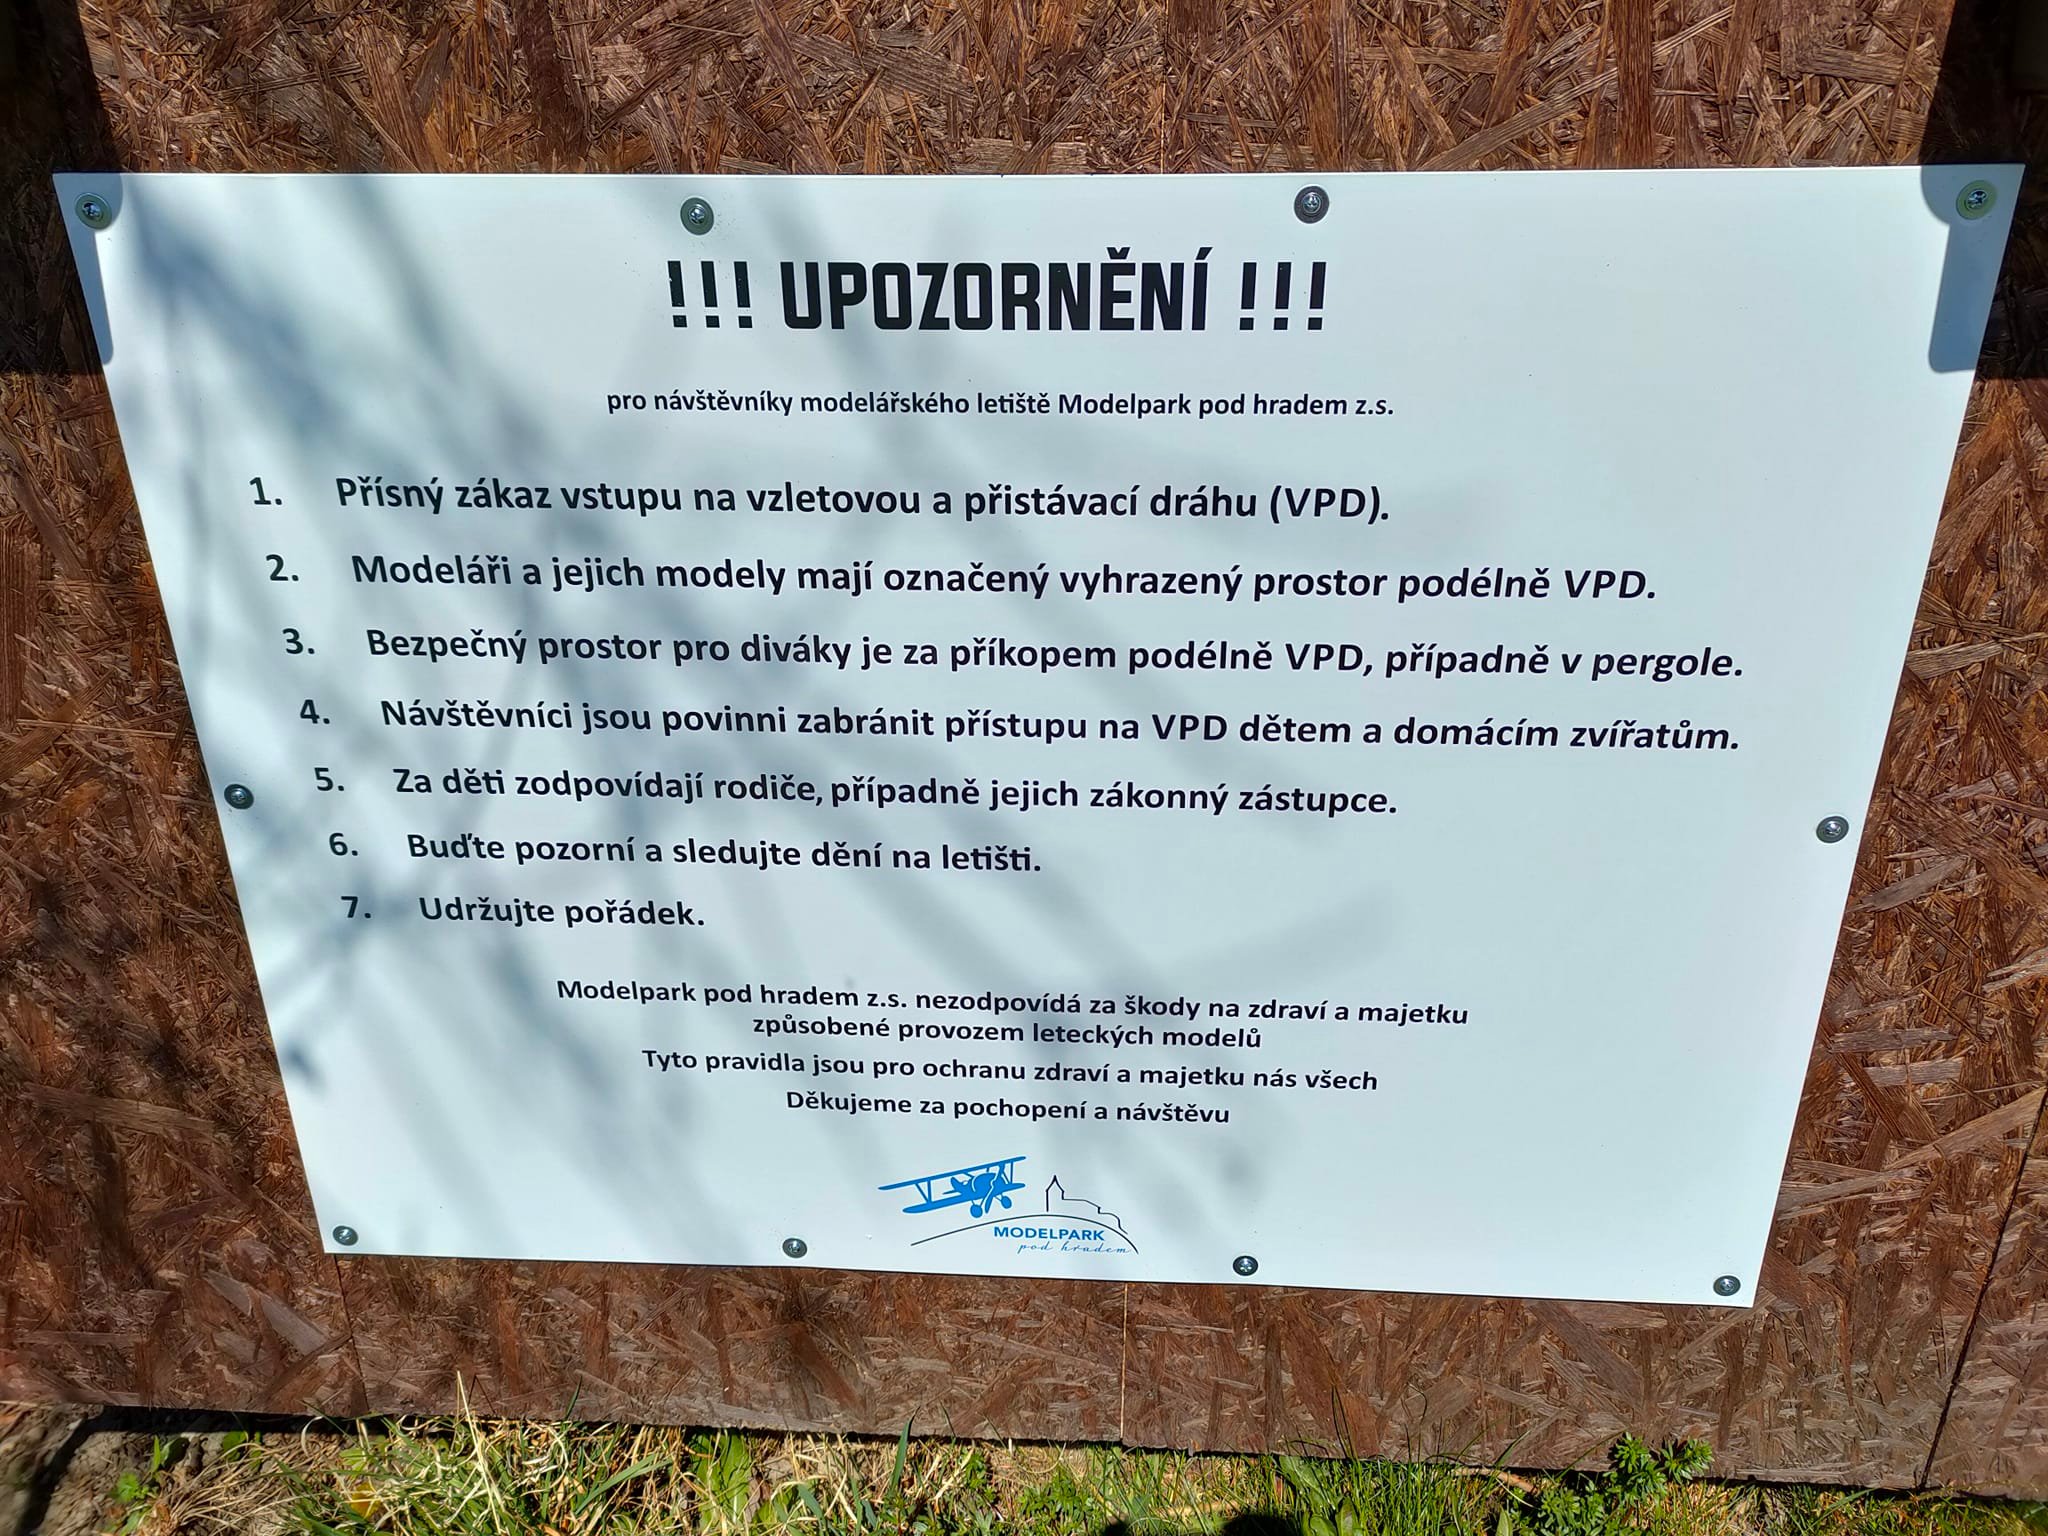 !!! UPOZORNĚNÍ !!!
pro návštěvníky modelářského letiště Modelpark pod hradem z.s.
1. Přísný zákaz vstupu na vzletovou a přistávací dráhu (VPD).
2. Modeláři a jejich modely mají označený vyhrazený prostor podélně VPD.
3. Bezpečný prostor pro diváky je za příkopem podélně VPD, případně v pergole.
4. Návštěvníci jsou povinni zabránit přístupu na VPD dětem a domácím zvířatům.
5. Za děti zodpovídají rodiče, případně jejich zákonný zástupce.
6. Buďte pozorní a sledujte dění na letišti.
7. Udržujte pořádek.
Modelpark pod hradem z.s. nezodpovídá za škody na zdraví a majetku
způsobené provozem leteckých modelů
Tyto pravidla jsou pro ochranu zdraví a majetku nás všech
Děkujeme za pochopení a návštěvu
MODELPARK
pod hradem